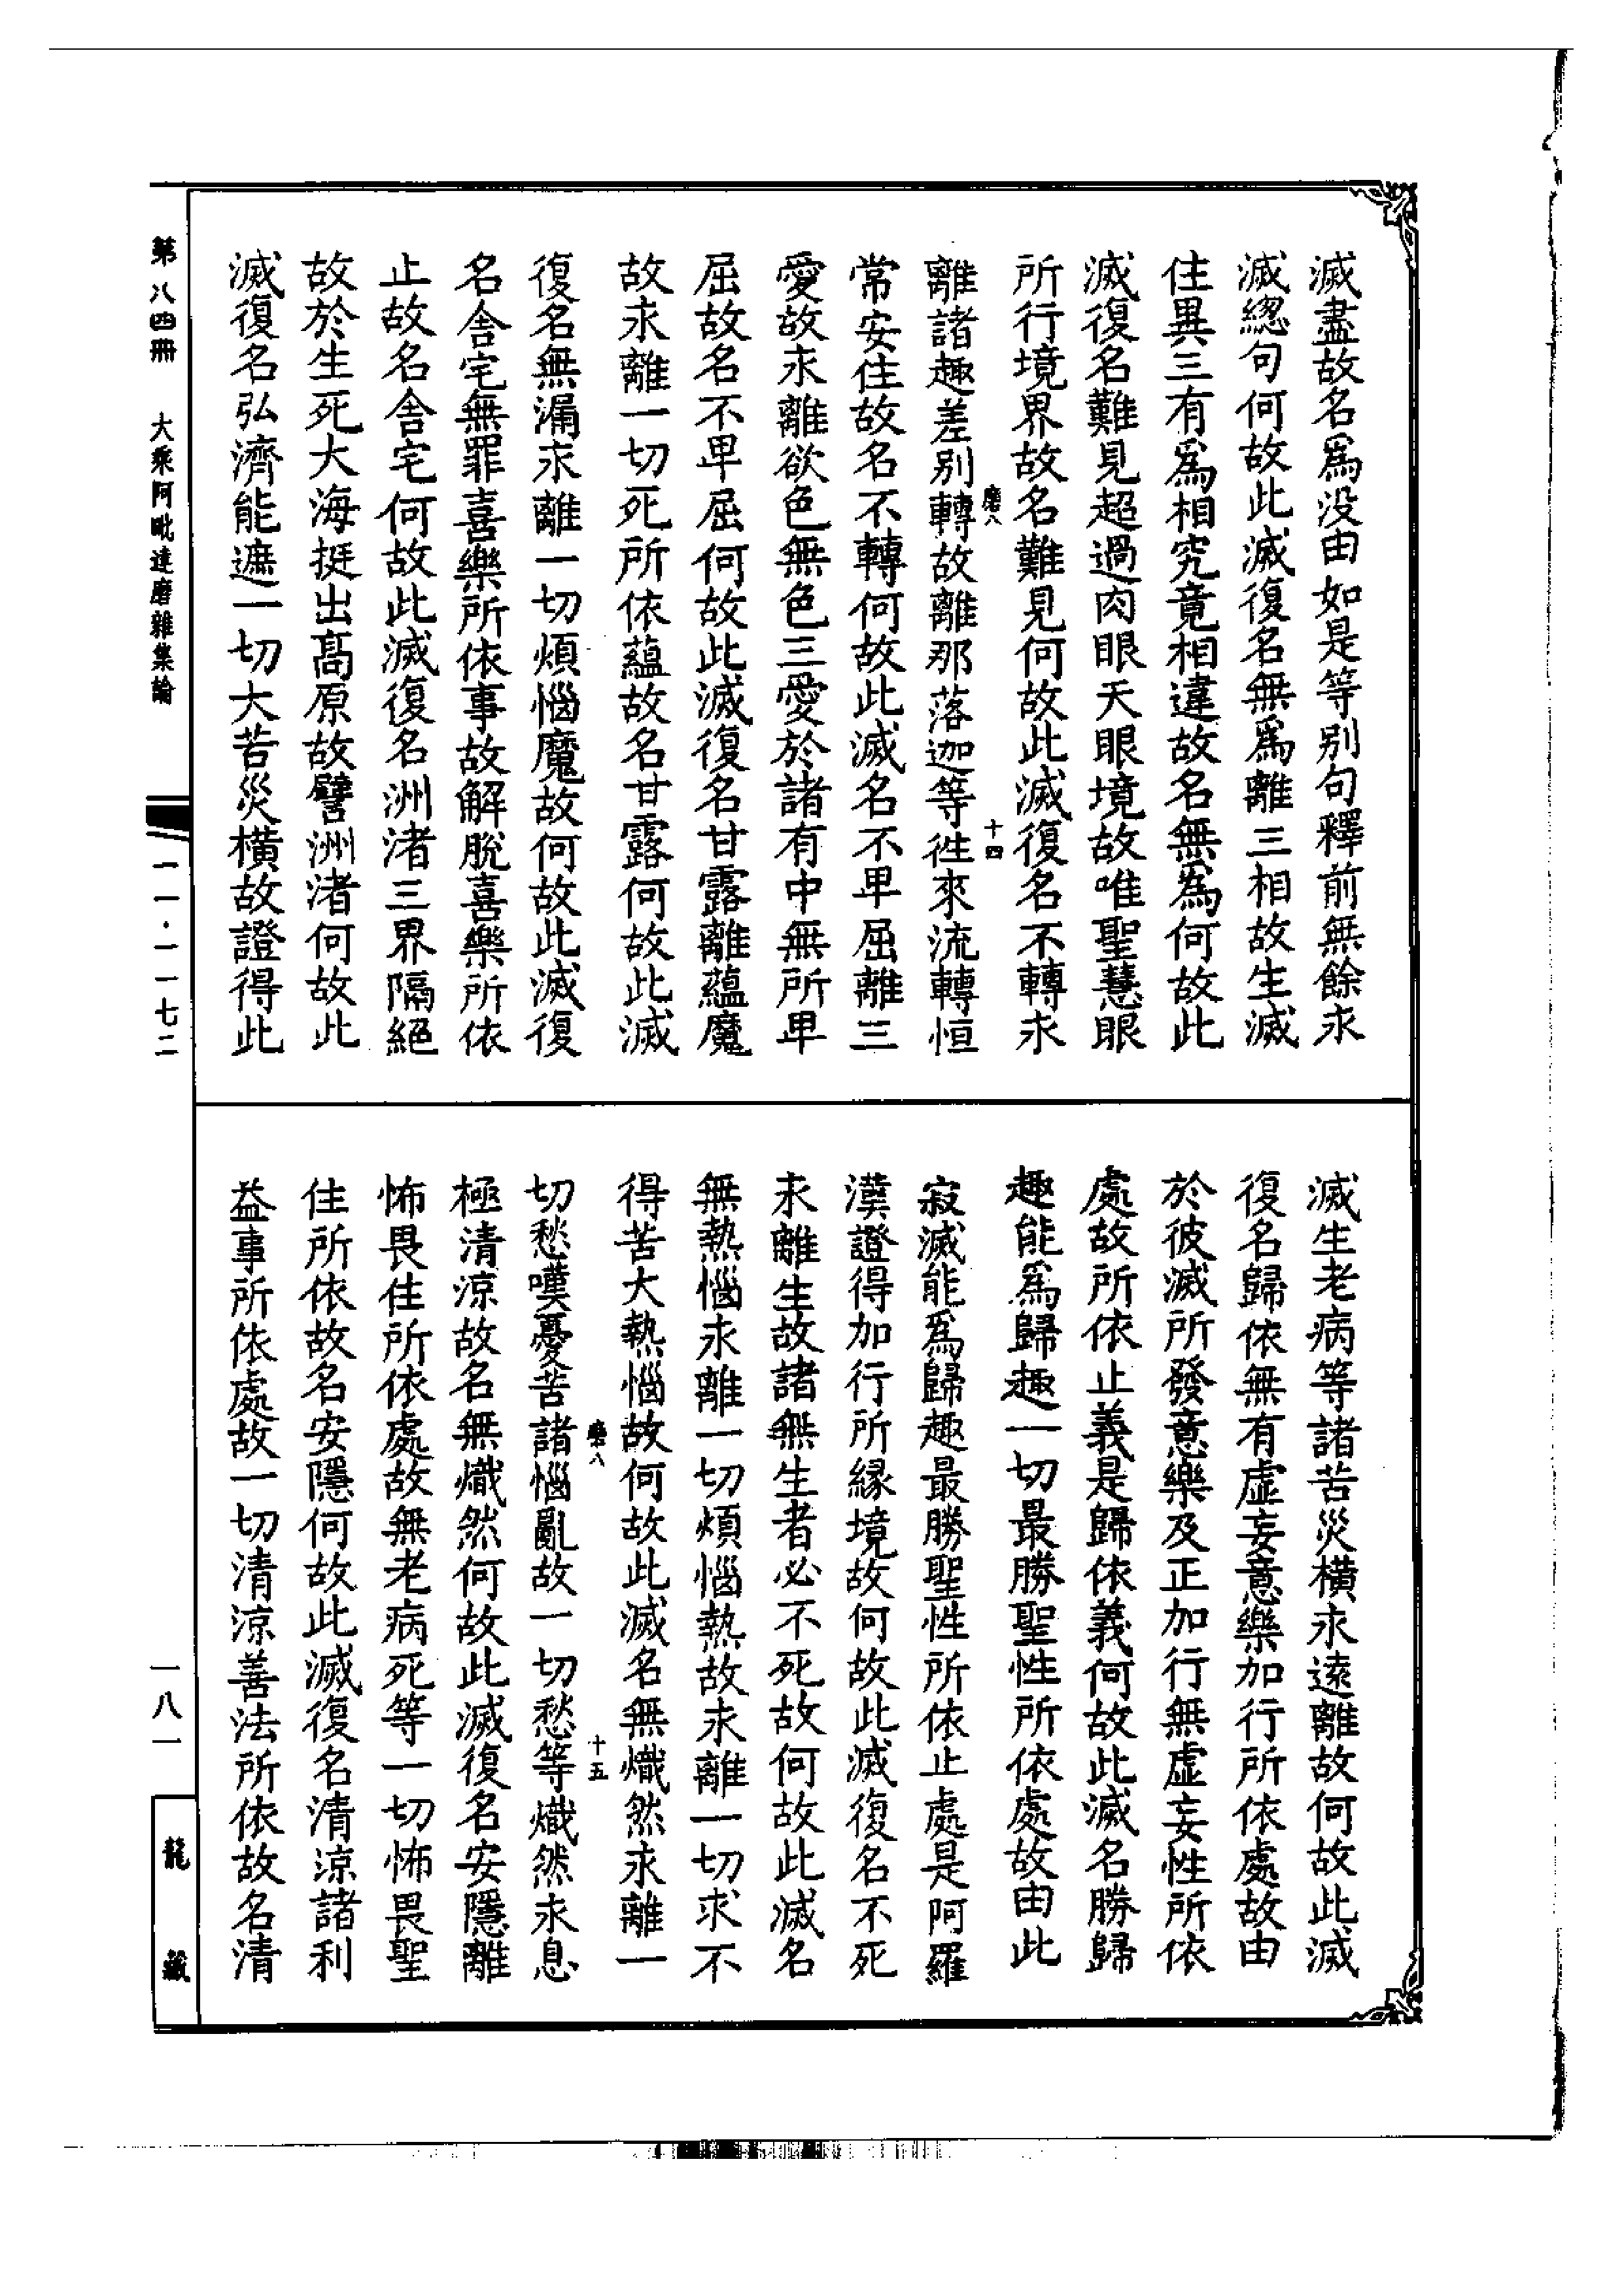 滅盡故名爲没由如是等别句釋前無餘永
滅總句何故此滅復名無爲離三相故生滅
住異三有爲相究竟相違故名無爲何故此
滅復名難見超過肉眼天眼境故唯聖慧眼
所行境界故名難見何故此滅復名不轉永
離諸趣差别轉故離那落迦等徃來流轉恒
常安住故名不轉何故此滅名不卑屈離三
愛故永離欲色無色三愛於諸有中無所卑
屈故名不卑屈何故此滅復名甘露離蘊魔
故永離一切死所依蘊故名甘露何故此滅
復名無漏永離一切煩惱魔故何故此滅復
名舍宅無罪喜樂所依事故解脫喜樂所依
止故名舍宅何故此滅復名洲渚三界隔絕
故於生死大海挺出髙原故譬洲渚何故此
滅復名弘濟能遮一切大苦災橫故證得此
滅生老病等諸苦災橫永遠離故何故此滅
復名歸依無有虚妄意樂加行所依處故由
於彼滅所發意樂及正加行無虚妄性所依
處故所依止義是歸依義何故此滅名勝歸
趣能爲歸趣一切最勝聖性所依處故由此
寂滅能爲歸趣最勝聖性所依止處是阿羅
漢證得加行所緣境故何故此滅復名不死
永離生故諸無生者必不死故何故此滅名
無熱惱永離一切煩惱熱故永離一切求不
得苦大熱惱故何故此滅名無熾然永離一
切愁嘆憂苦諸惱亂故一切愁等熾然永息
極清涼故名無熾然何故此滅復名安隱離
怖畏住所依處故無老病死等一切怖畏聖
住所依故名安隱何故此滅復名清涼諸利
益事所依處故一切清涼善法所依故名清
磨八
十四
磨八
十五
第八四冊　大乘阿毗達磨雜集論
一一·一一七二
一八一
龍藏